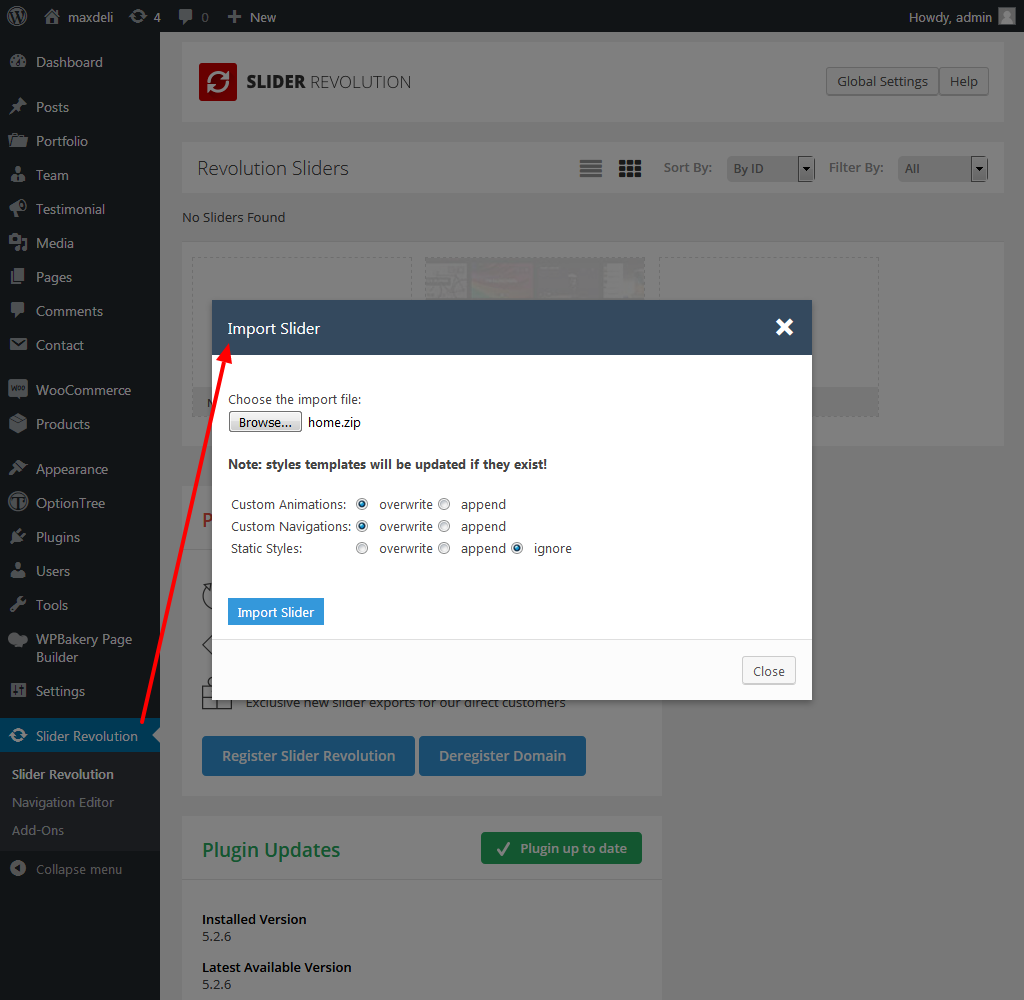 maxdeli
4
0
New
Howdy, admin
Dashboard
Posts
Portfolio
Team
Testimonial
Media
Pages
Comments
Contact
WooCommerce
Products
Appearance
OptionTree
Plugins
Users
Tools
WPBakery Page
Builder
Settings
Slider Revolution
Slider Revolution
Navigation Editor
Add-Ons
Collapse menu
SLIDER REVOLUTION
Global Settings
Help
Revolution Sliders
Sort By:
By ID
Filter By:
All
No Sliders Found
Import Slider
Choose the import file:
Browse...
home.zip
Note: styles templates will be updated if they exist!
Custom Animations: overwrite append
Custom Navigations: overwrite append
Static Styles: overwrite append ignore
Import Slider
Close
Exclusive new slider exports for our direct customers
Register Slider Revolution
Deregister Domain
Plugin Updates
Plugin up to date
Installed Version
5.2.6
Latest Available Version
5.2.6